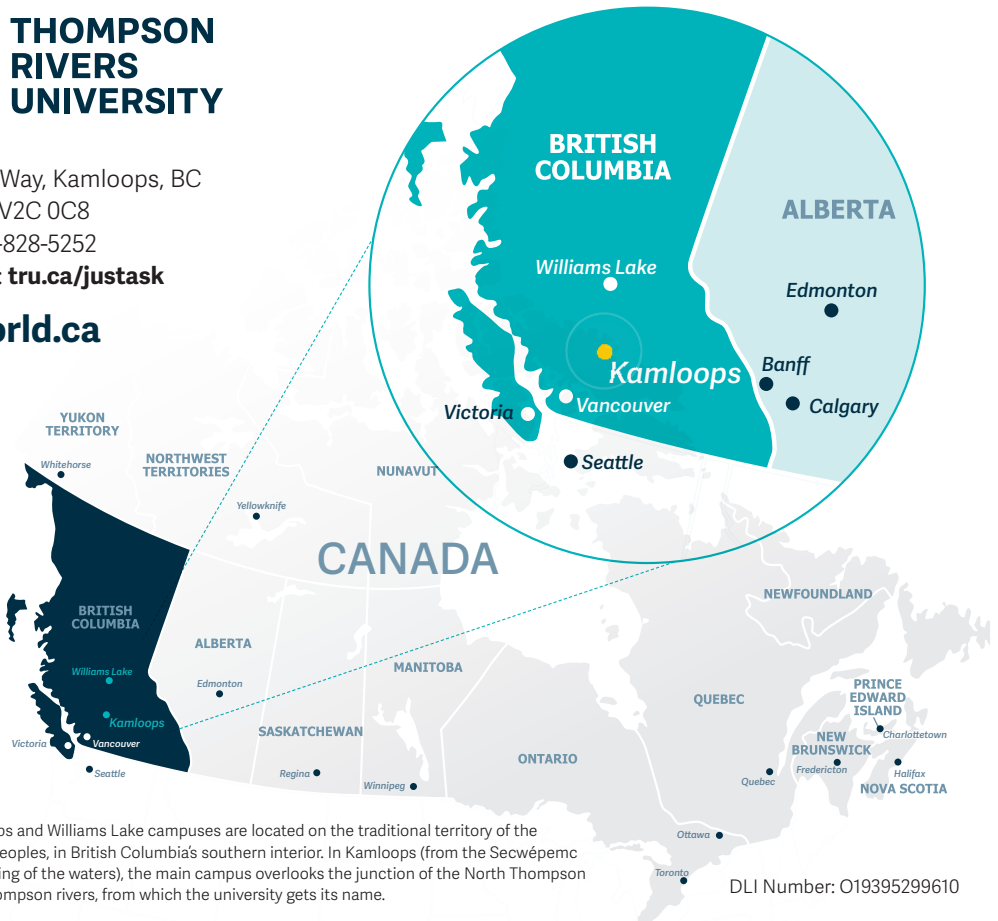 THOMPSON
RIVERS
UNIVERSITY
Way, Kamloops, BC
V2C 0C8
-828-5252
tru.ca/justask
rld.ca
BRITISH
COLUMBIA
ALBERTA
Williams Lake
Edmonton
Kamloops
Banff
Calgary
Vancouver
Victoria
Seattle
YUKON
TERRITORY
Whitehorse
NORTHWEST
TERRITORIES
NUNAVUT
Yellowknife
CANADA
BRITISH
COLUMBIA
ALBERTA
Williams Lake
Edmonton
Kamloops
Victoria
Vancouver
Seattle
SASKATCHEWAN
Regina
MANITOBA
Winnipeg
ONTARIO
QUEBEC
NEWFOUNDLAND
PRINCE
EDWARD
ISLAND
Charlottetown
NEW
BRUNSWICK
Fredericton
Halifax
NOVA SCOTIA
Quebec
Ottawa
Toronto
ps and Williams Lake campuses are located on the traditional territory of the
eoples, in British Columbia's southern interior. In Kamloops (from the Secwépemc
ing of the waters), the main campus overlooks the junction of the North Thompson
ompson rivers, from which the university gets its name.
DLI Number: O19395299610